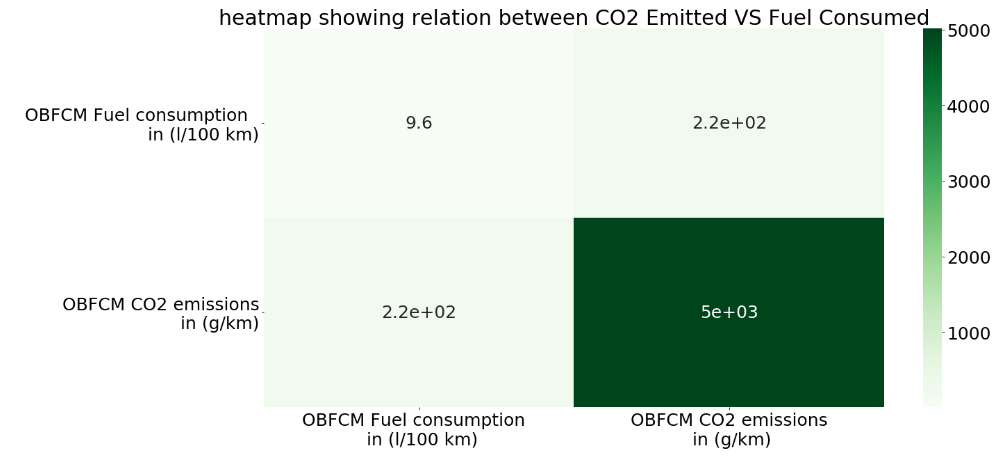 heatmap showing relation between CO2 Emitted VS Fuel Consumed
OBFCM Fuel consumption
in (l/100 km)
9.6
2.2e+02
OBFCM CO2 emissions
in (g/km)
2.2e+02
5e+03
OBFCM Fuel consumption
in (l/100 km)
OBFCM CO2 emissions
in (g/km)
5000
4000
3000
2000
1000